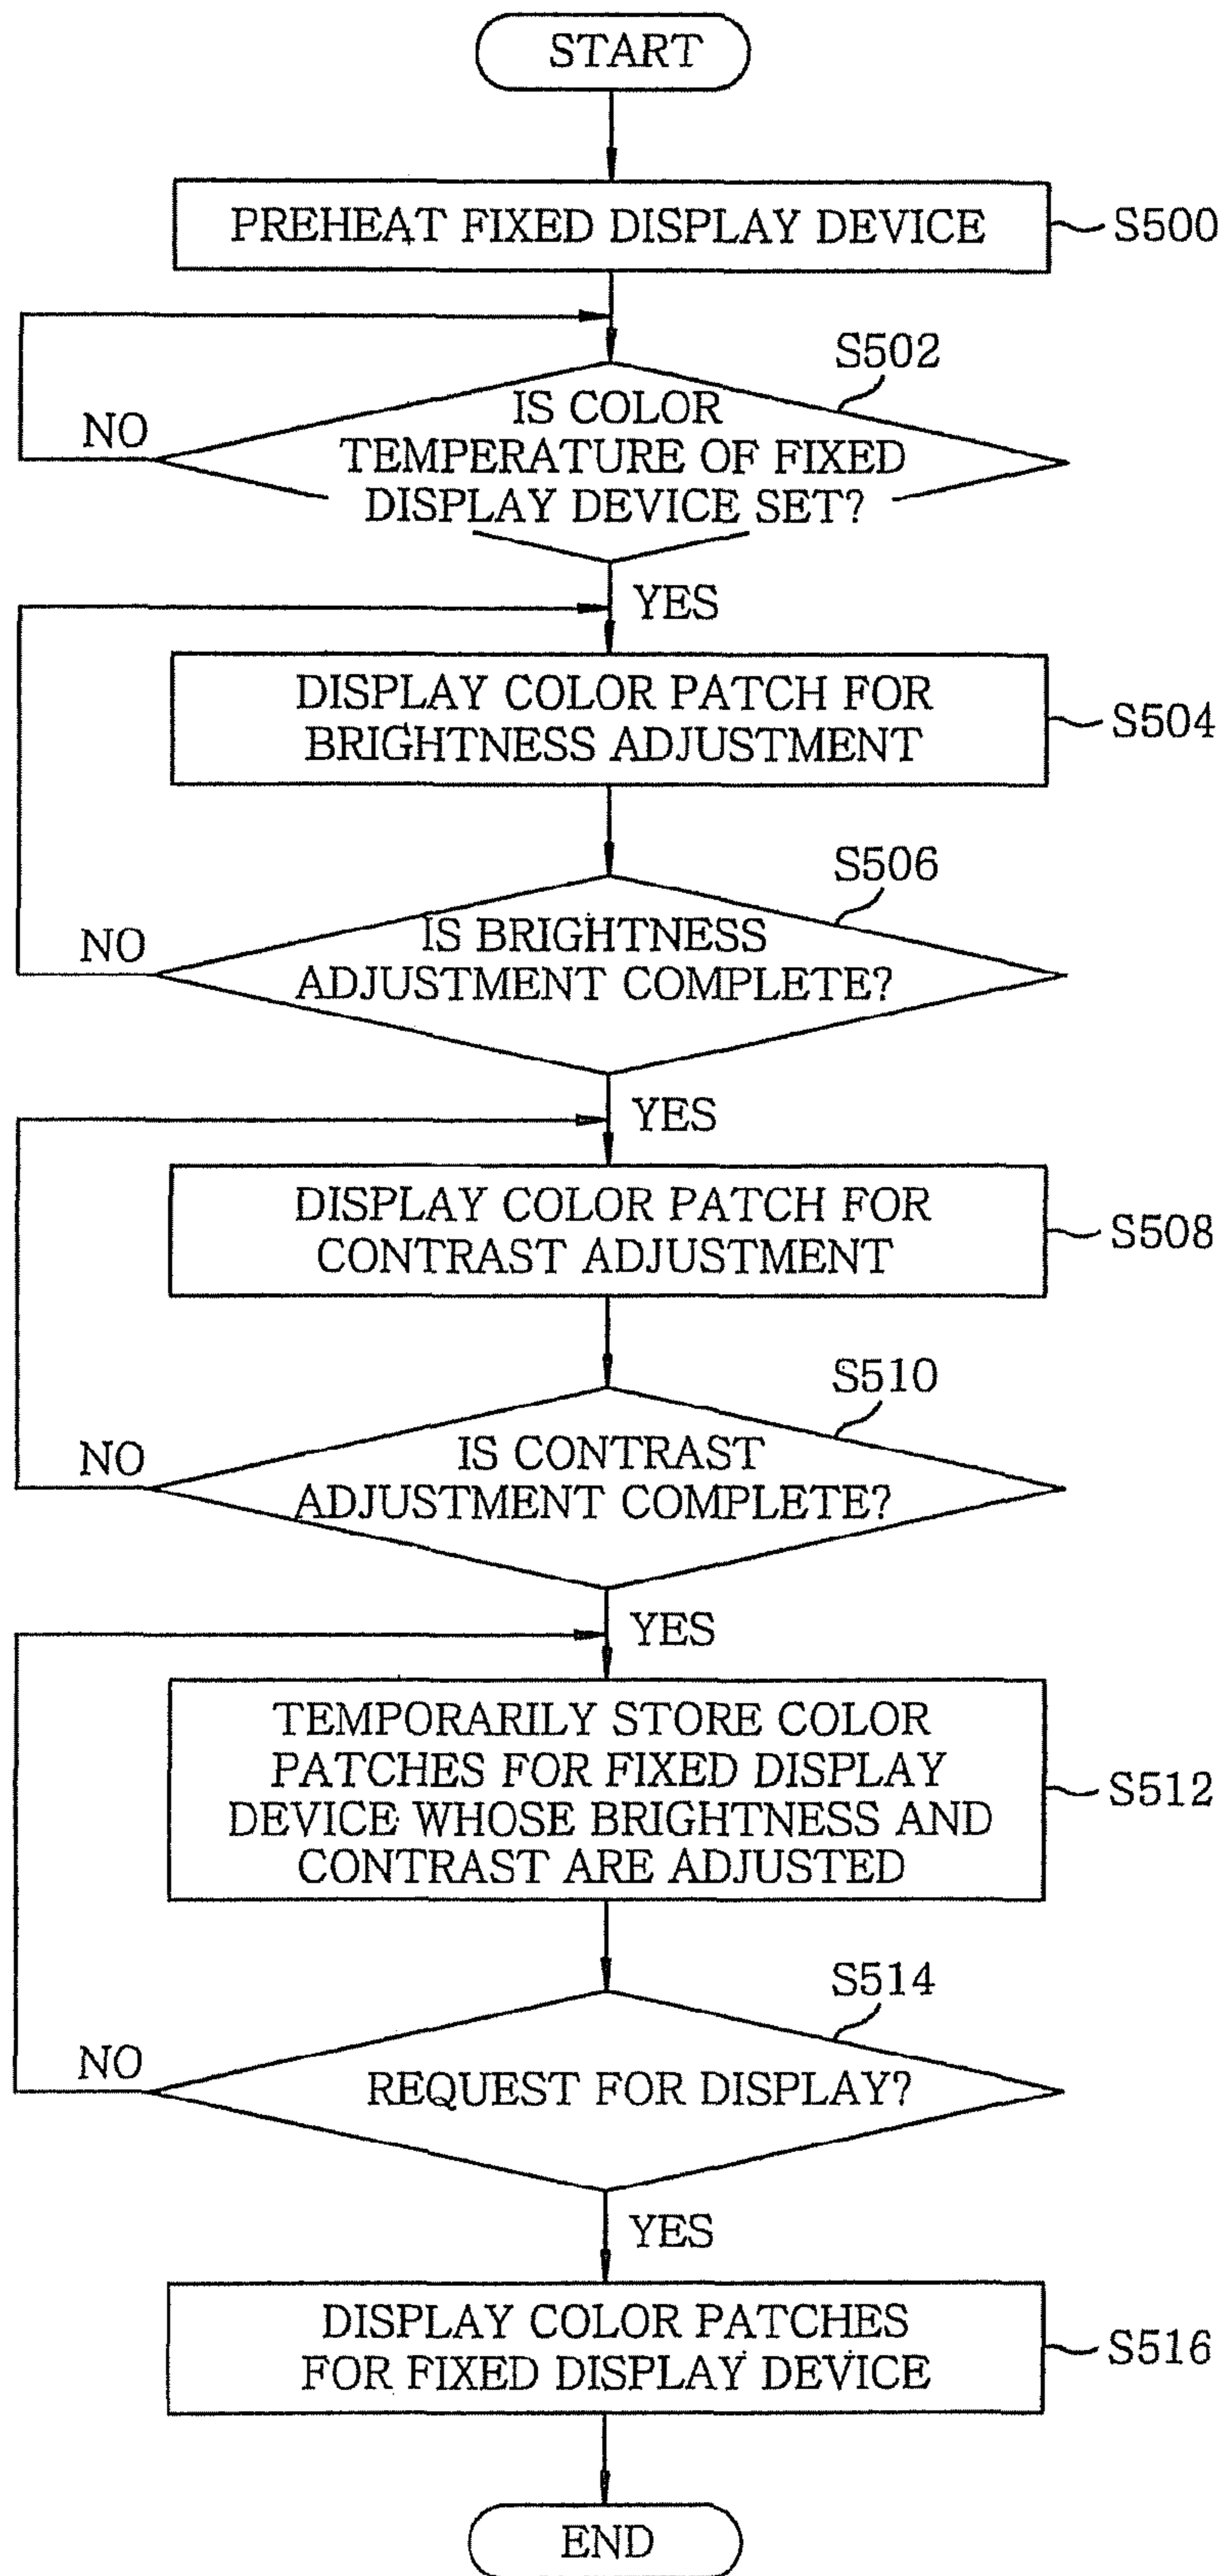 START
PREHEAT FIXED DISPLAY DEVICE
S500
S502
IS COLOR
TEMPERATURE OF FIXED
DISPLAY DEVICE SET?
NO
YES
DISPLAY COLOR PATCH FOR
BRIGHTNESS ADJUSTMENT
S504
S506
IS BRIGHTNESS
ADJUSTMENT COMPLETE?
NO
YES
DISPLAY COLOR PATCH FOR
CONTRAST ADJUSTMENT
S508
S510
IS CONTRAST
ADJUSTMENT COMPLETE?
NO
YES
TEMPORARILY STORE COLOR
PATCHES FOR FIXED DISPLAY
DEVICE WHOSE BRIGHTNESS AND
CONTRAST ARE ADJUSTED
S512
S514
REQUEST FOR DISPLAY?
NO
YES
DISPLAY COLOR PATCHES
FOR FIXED DISPLAY DEVICE
S516
END